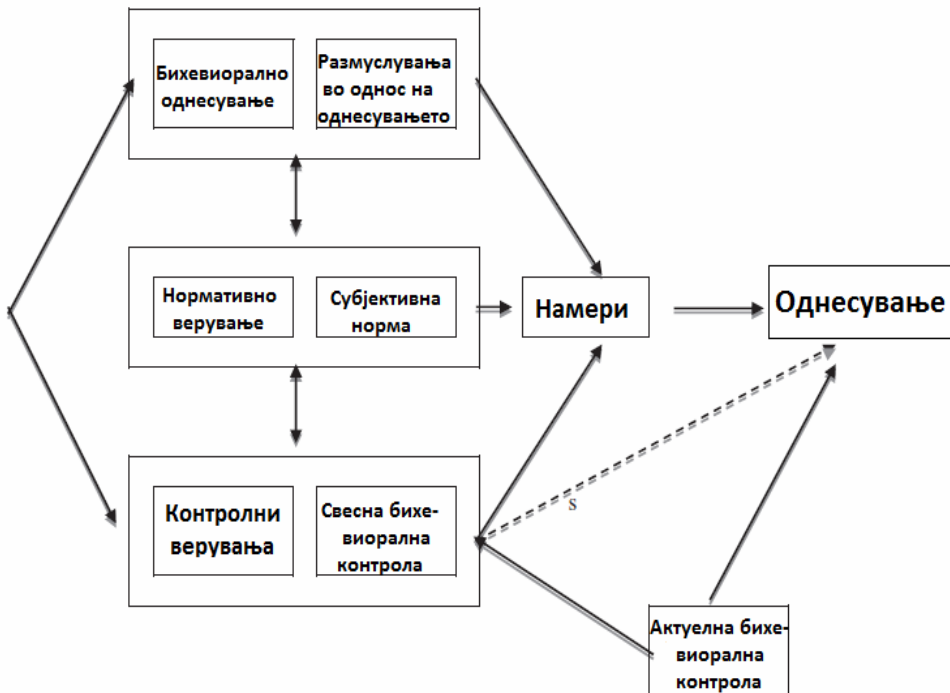 Бихевиорално
однесување
Размуслувања
во однос на
однесувањето
Нормативно
верување
Субјективна
норма
Намери
Однесување
Контролни
верувања
Свесна бихе-
виорална
контрола
s
Актуелна бихе-
виорална
контрола